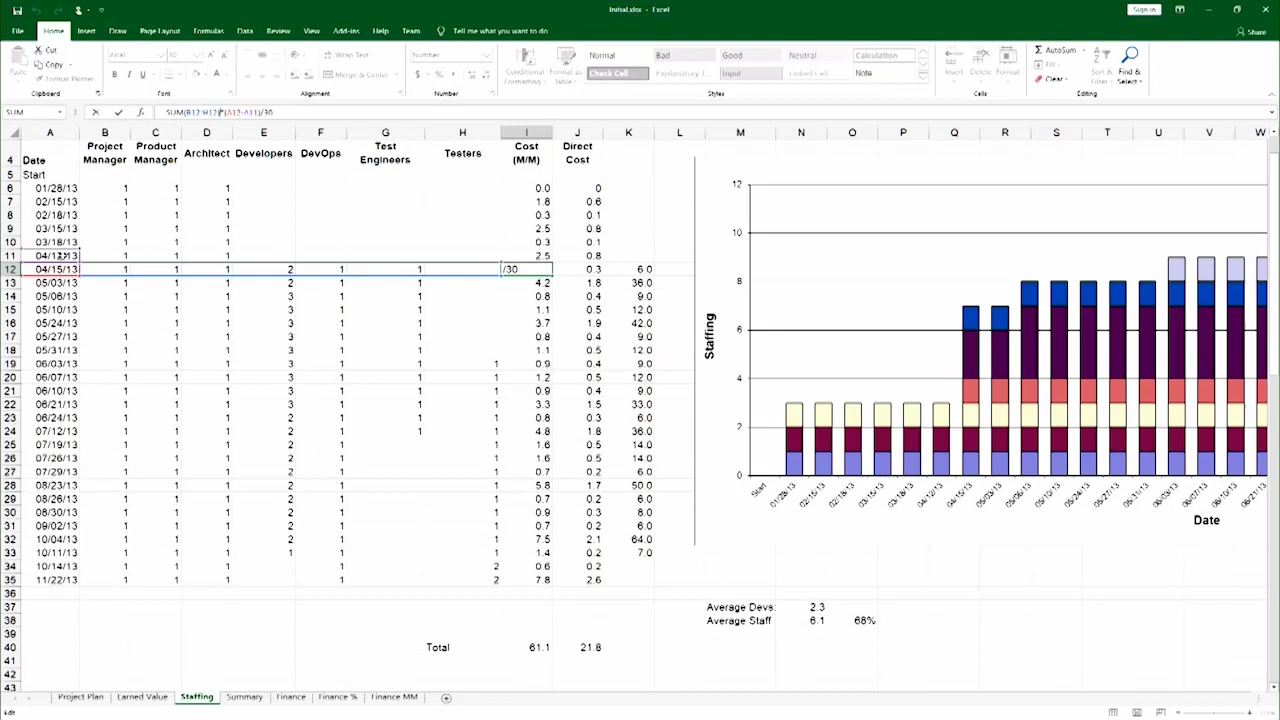 Initial.xlsx - Excel
Sign in
File Home Insert Draw Page Layout Formulas Data Review View Add-ins Help Team Tell me what you want to do Share
Cut
Copy
Format Painter
Paste
Clipboard
Arial 30
B I U
Font
Wrap Text
Merge & Center
Alignment
Number
$ %
Number
Conditional Formatting
Format as Table
Normal Bad Good Neutral Calculation
Check Cell Explanatory ... Input Linked Cell Note
Styles
Insert Delete Format
Cells
AutoSum
Fill
Clear
Sort & Filter
Find & Select
Editing
SUM
SUM(B12:H12)*(A12-A11)/30
A B C D E F G H I J K L M N O P Q R S T U V W
4 Date Project Manager Product Manager Architect Developers DevOps Test Engineers Testers Cost (M/M) Direct Cost
5 Start
6 01/28/13 1 1 1 0.0 0
7 02/15/13 1 1 1 1.8 0.6
8 02/18/13 1 1 1 0.3 0.1
9 03/15/13 1 1 1 2.5 0.8
10 03/18/13 1 1 1 0.3 0.1
11 04/12/13 1 1 1 2.5 0.8
12 04/15/13 1 1 1 2 1 1 /30 0.3 6.0
13 05/03/13 1 1 1 2 1 1 4.2 1.8 36.0
14 05/06/13 1 1 1 3 1 1 0.8 0.4 9.0
15 05/10/13 1 1 1 3 1 1 1.1 0.5 12.0
16 05/24/13 1 1 1 3 1 1 3.7 1.9 42.0
17 05/27/13 1 1 1 3 1 1 0.8 0.4 9.0
18 05/31/13 1 1 1 3 1 1 1.1 0.5 12.0
19 06/03/13 1 1 1 3 1 1 1 0.9 0.4 9.0
20 06/07/13 1 1 1 3 1 1 1 1.2 0.5 12.0
21 06/10/13 1 1 1 3 1 1 1 0.9 0.4 9.0
22 06/21/13 1 1 1 3 1 1 1 3.3 1.5 33.0
23 06/24/13 1 1 1 2 1 1 1 0.8 0.3 6.0
24 07/12/13 1 1 1 2 1 1 1 4.8 1.8 36.0
25 07/19/13 1 1 1 2 1 1 1.6 0.5 14.0
26 07/26/13 1 1 1 2 1 1 1.6 0.5 14.0
27 07/29/13 1 1 1 2 1 1 0.7 0.2 6.0
28 08/23/13 1 1 1 2 1 1 5.8 1.7 50.0
29 08/26/13 1 1 1 2 1 1 0.7 0.2 6.0
30 08/30/13 1 1 1 2 1 1 0.9 0.3 8.0
31 09/02/13 1 1 1 2 1 1 0.7 0.2 6.0
32 10/04/13 1 1 1 2 1 1 7.5 2.1 64.0
33 10/11/13 1 1 1 1 1 1 1.4 0.2 7.0
34 10/14/13 1 1 1 1 2 0.6 0.2
35 11/22/13 1 1 1 1 2 7.8 2.6
36
37
38
39
40 Total 61.1 21.8
41
42
43
12
10
8
6
4
2
0
Staffing
Start 01/28/13 02/15/13 02/18/13 03/15/13 03/18/13 04/12/13 04/15/13 05/03/13 05/06/13 05/10/13 05/24/13 05/27/13 05/31/13 06/03/13 06/07/13 06/10/13 06/21/13
Date
Average Devs: 2.3
Average Staff 6.1 68%
Project Plan Earned Value Staffing Summary Finance Finance % Finance MM
Edit